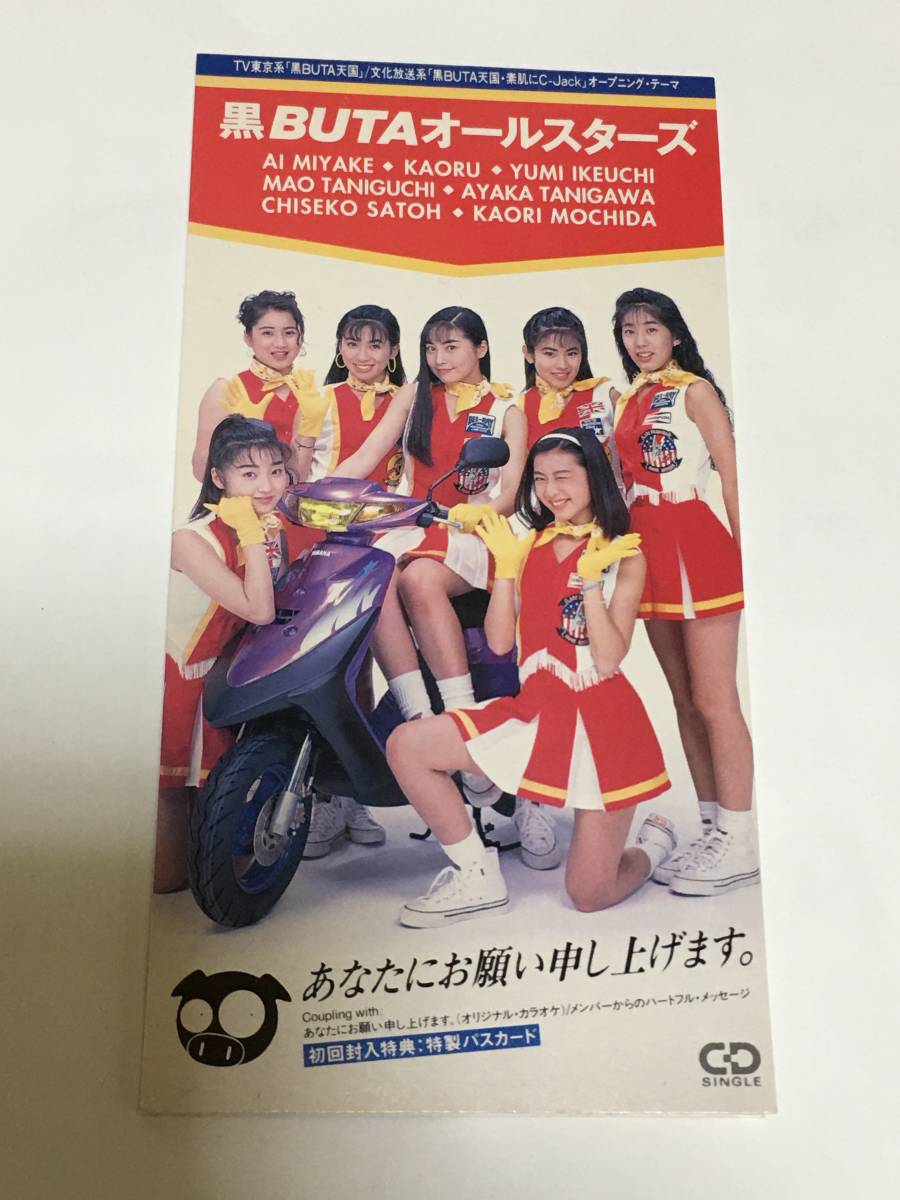 TV東京系「黒BUTA天国」/文化放送系「黒BUTA天国・素肌にC-Jack」オープニング・テーマ
黒BUTAオールスターズ
AI MIYAKE ◆ KAORU ◆ YUMI IKEUCHI
MAO TANIGUCHI ◆ AYAKA TANIGAWA
CHISEKO SATOH ◆ KAORI MOCHIDA
YAMAHA
あなたにお願い申し上げます。
Coupling with:
あなたにお願い申し上げます。(オリジナル・カラオケ)/メンバーからのハートフル・メッセージ
初回封入特典:特製パスカード
CD
SINGLE